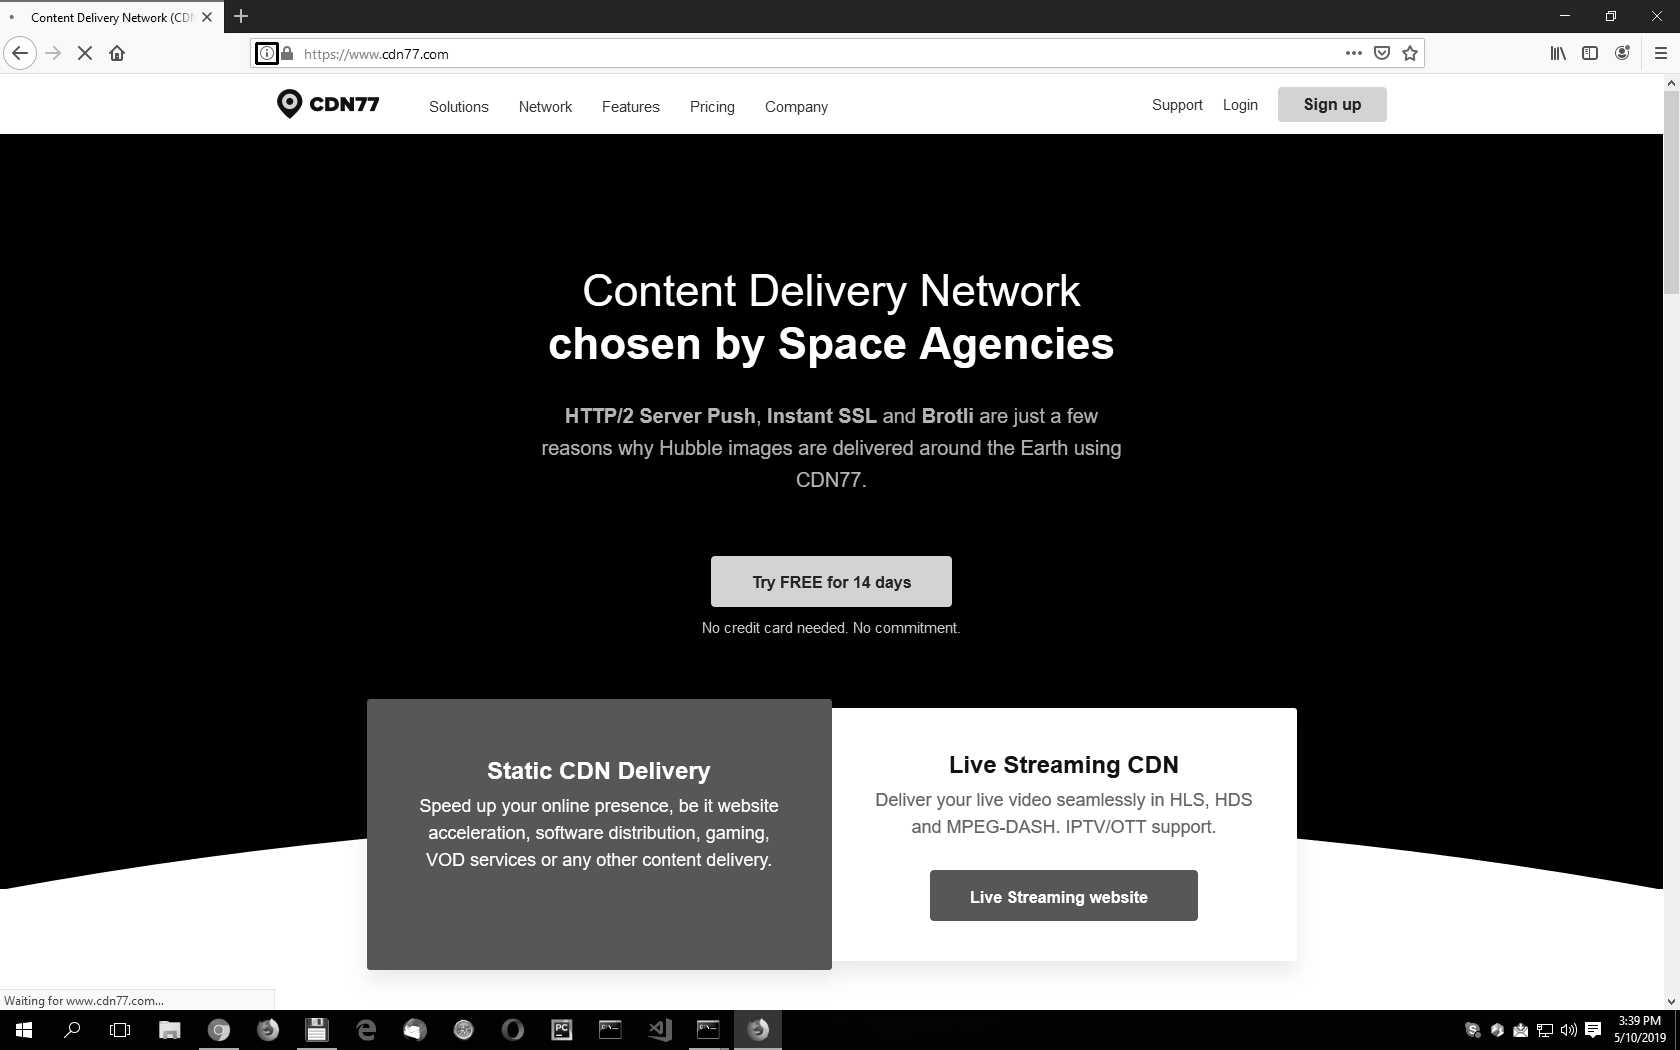 Content Delivery Network (CDN
https://www.cdn77.com
CDN77
Solutions
Network
Features
Pricing
Company
Support
Login
Sign up
Content Delivery Network
chosen by Space Agencies
HTTP/2 Server Push, Instant SSL and Brotli are just a few
reasons why Hubble images are delivered around the Earth using
CDN77.
Try FREE for 14 days
No credit card needed. No commitment.
Static CDN Delivery
Speed up your online presence, be it website
acceleration, software distribution, gaming,
VOD services or any other content delivery.
Live Streaming CDN
Deliver your live video seamlessly in HLS, HDS
and MPEG-DASH. IPTV/OTT support.
Live Streaming website
Waiting for www.cdn77.com...
PC
3:39 PM
5/10/2019